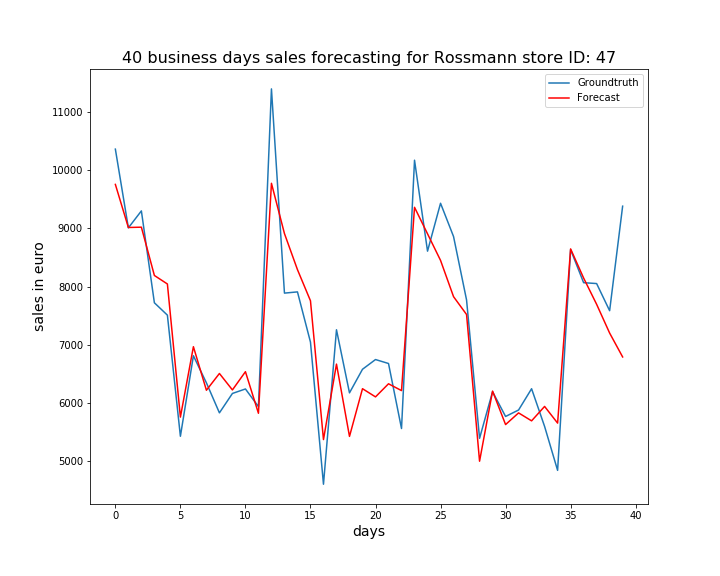 40 business days sales forecasting for Rossmann store ID: 47
Groundtruth
Forecast
11000
10000
9000
8000
7000
6000
5000
sales in euro
0 5 10 15 20 25 30 35 40
days